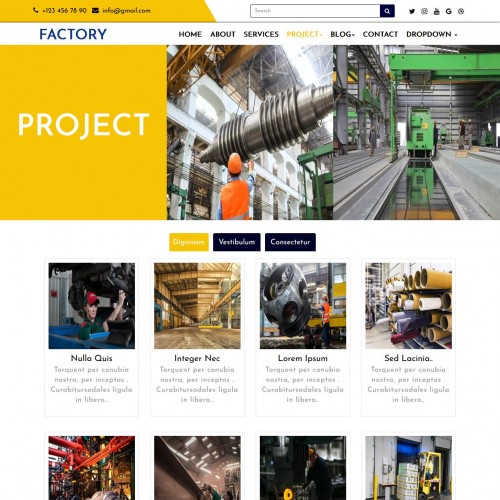 +123 456 78 90 info@gmail.com
Search
FACTORY
HOME ABOUT SERVICES PROJECT BLOG CONTACT DROPDOWN
PROJECT
Dignissim Vestibulum Consectetur
Nulla Quis
Torquent per conubia
nostra, per inceptos .
Curabitursodales ligula
in libero..
Integer Nec
Torquent per conubia
nostra, per inceptos .
Curabitursodales ligula
in libero..
Lorem Ipsum
Torquent per conubia
nostra, per inceptos .
Curabitursodales ligula
in libero..
Sed Lacinia..
Torquent per conubia
nostra, per inceptos .
Curabitursodales ligula
in libero..